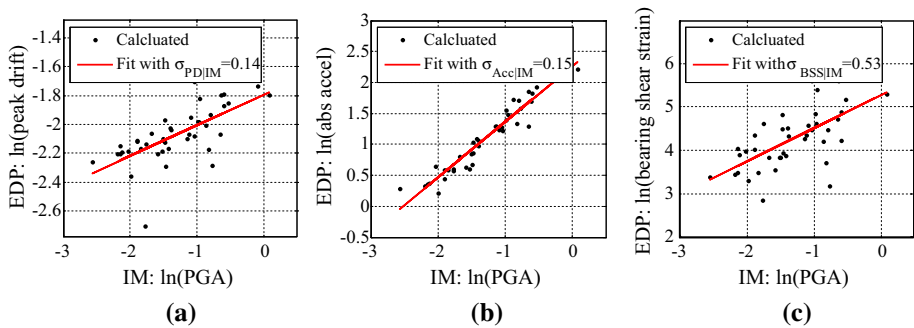 -1.4
-1.6
-1.8
-2
-2.2
-2.4
-2.6
EDP: ln(peak drift)
Calcluated
Fit with σPD|IM=0.14
-3
-2
-1
0
IM: ln(PGA)
(a)
3
2.5
2
1.5
1
0.5
0
-0.5
EDP: ln(abs accel)
Calcluated
Fit with σAcc|IM=0.15
-3
-2
-1
0
IM: ln(PGA)
(b)
6
5
4
3
2
EDP: ln(bearing shear strain)
Calcluated
Fit withσBSS|IM=0.53
-3
-2
-1
0
IM: ln(PGA)
(c)